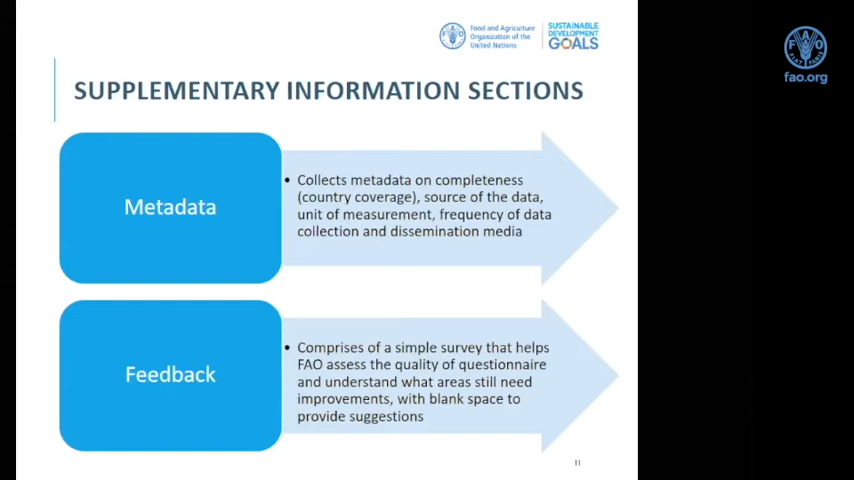 Food and Agriculture
Organization of the
United Nations
SUSTAINABLE
DEVELOPMENT
GOALS
F A O
FIAT PANIS
fao.org
SUPPLEMENTARY INFORMATION SECTIONS
Metadata
• Collects metadata on completeness
(country coverage), source of the data,
unit of measurement, frequency of data
collection and dissemination media
Feedback
• Comprises of a simple survey that helps
FAO assess the quality of questionnaire
and understand what areas still need
improvements, with blank space to
provide suggestions
11